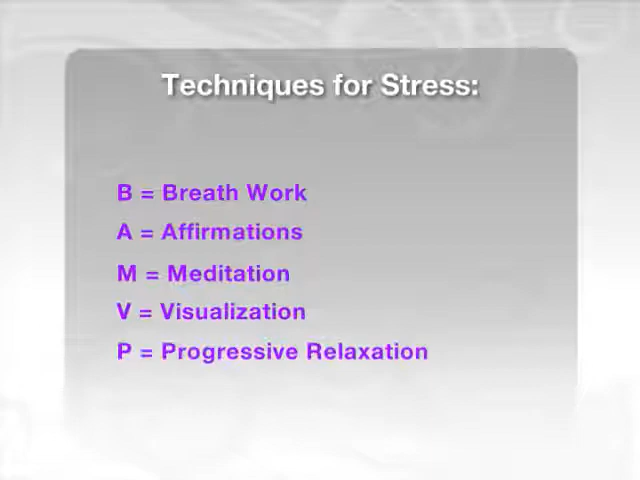 Techniques for Stress:
B = Breath Work
A = Affirmations
M = Meditation
V = Visualization
P = Progressive Relaxation